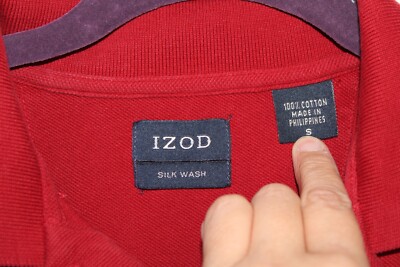 IZOD
SILK WASH
100% COTTON
MADE IN
PHILIPPINES
S